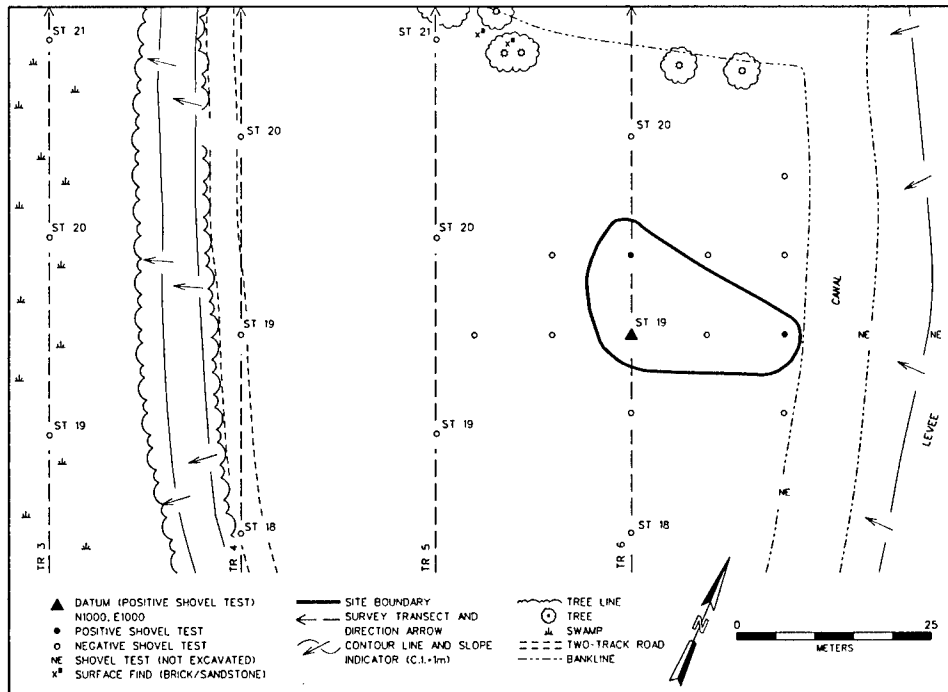 ST 21
ST 21
B
B
ST 20
ST 20
ST 20
ST 20
CANAL
ST 19
ST 19
NE
NE
ST 19
ST 19
LEVEE
NE
ST 18
ST 18
TR 3
TR 4
TR 5
TR 6
N
DATUM (POSITIVE SHOVEL TEST)
N1000, E1000
POSITIVE SHOVEL TEST
NEGATIVE SHOVEL TEST
NE SHOVEL TEST (NOT EXCAVATED)
X SURFACE FIND (BRICK/SANDSTONE)
SITE BOUNDARY
SURVEY TRANSECT AND
DIRECTION ARROW
CONTOUR LINE AND SLOPE
INDICATOR (C.I.=1m)
TREE LINE
TREE
SWAMP
TWO-TRACK ROAD
BANKLINE
0 25
METERS